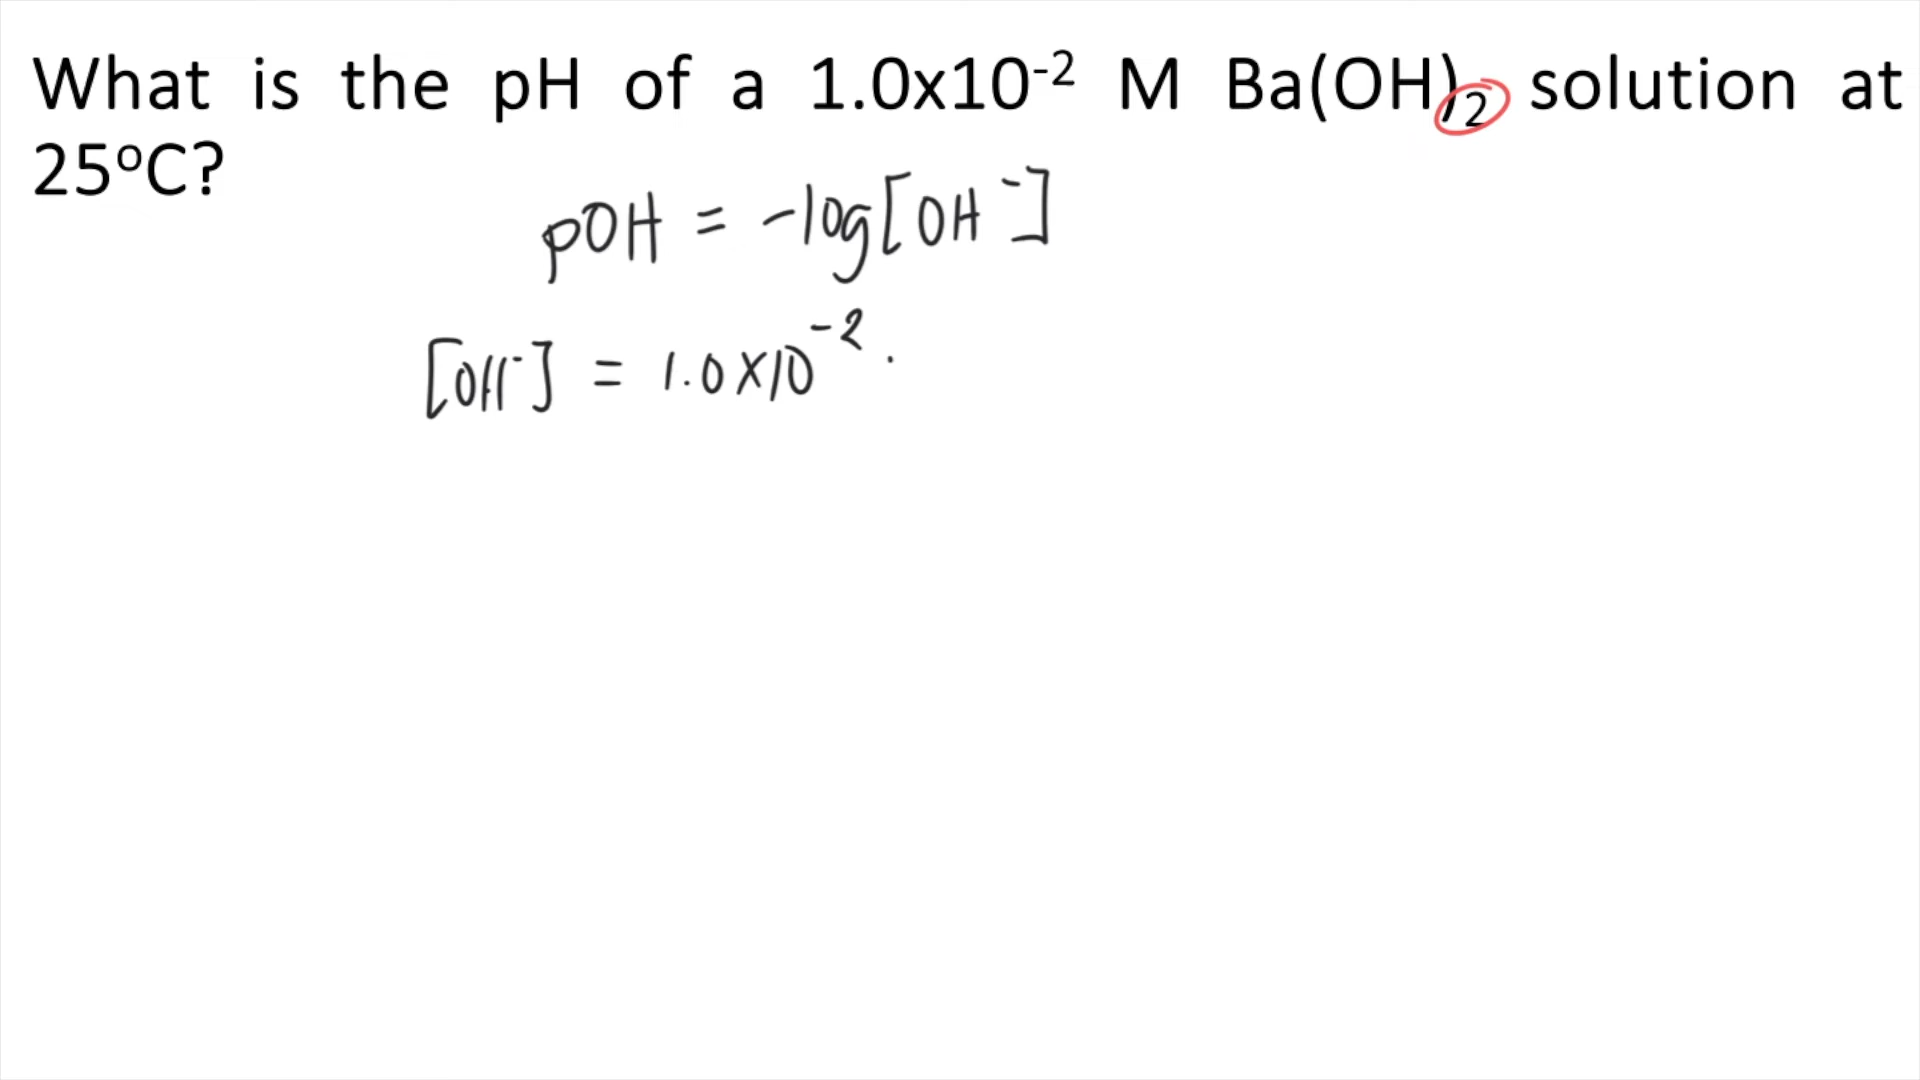 What is the pH of a 1.0x10⁻² M Ba(OH)₂ solution at
25ᵒC?
pOH = -log[OH⁻]
[OH⁻] = 1.0X10⁻² .